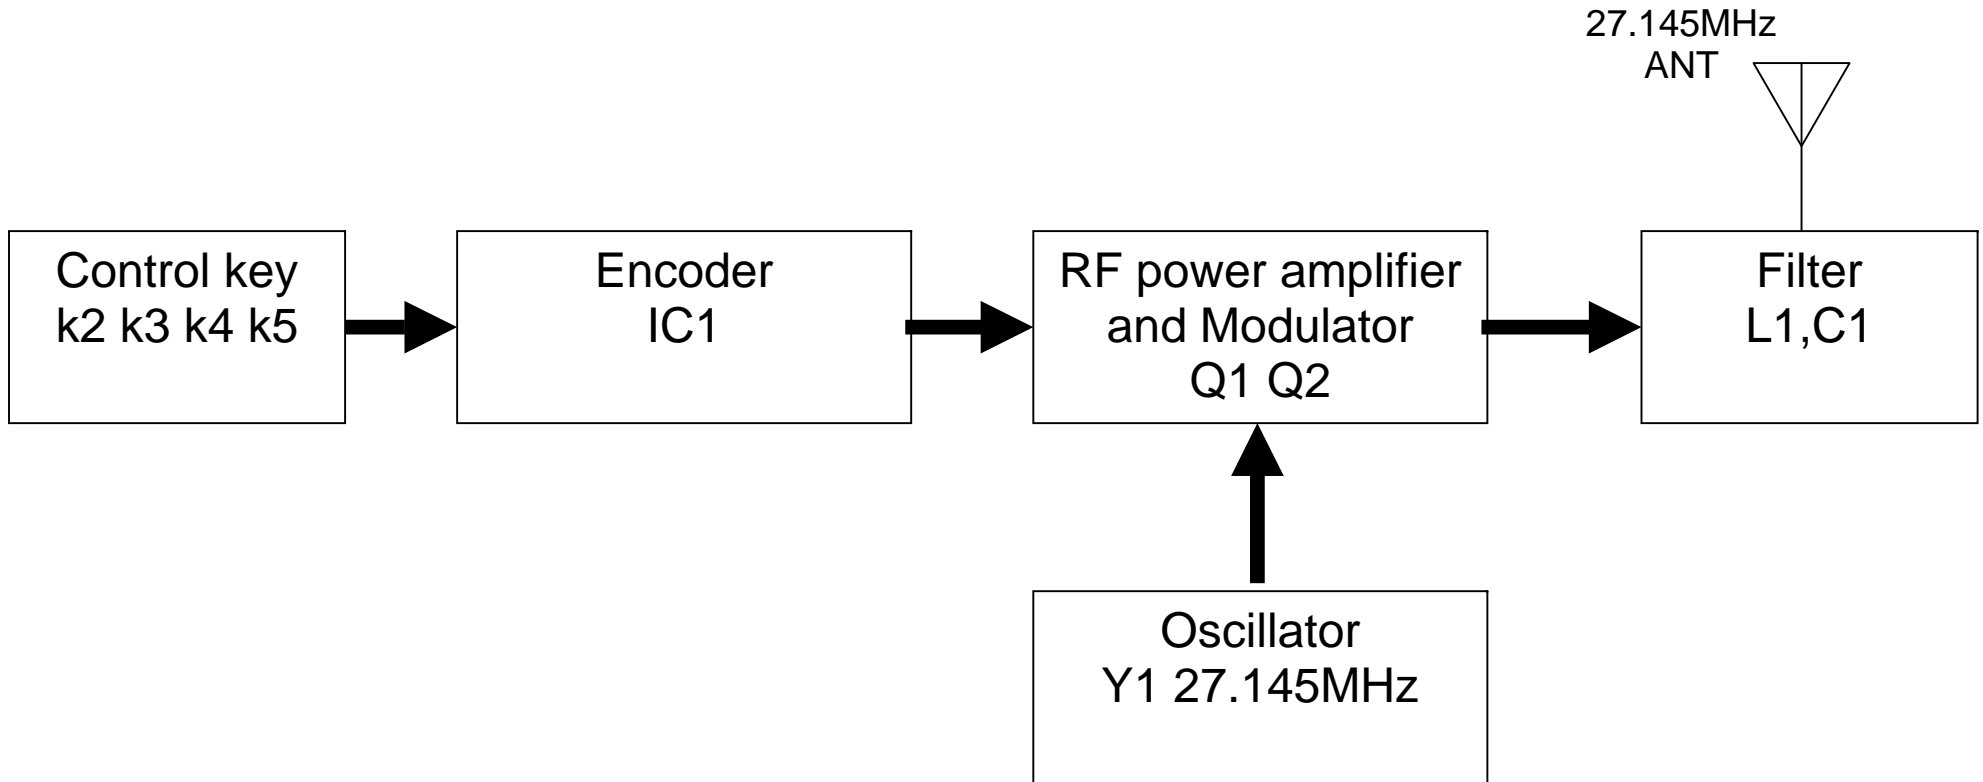 27.145MHz
ANT
Control key
k2 k3 k4 k5
Encoder
IC1
RF power amplifier
and Modulator
Q1 Q2
Filter
L1,C1
Oscillator
Y1 27.145MHz